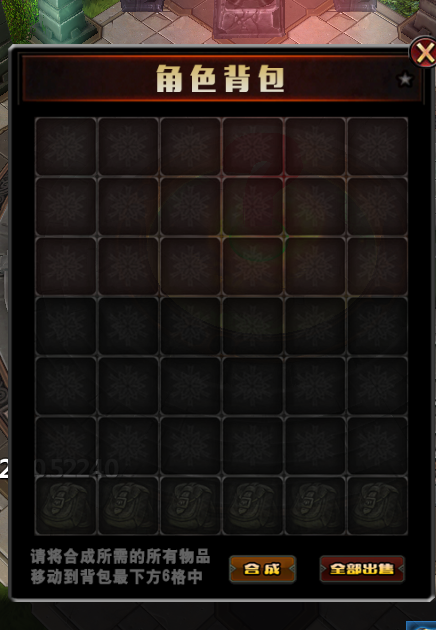 角色背包
请将合成所需的所有物品
移动到背包最下方6格中
合成
全部出售